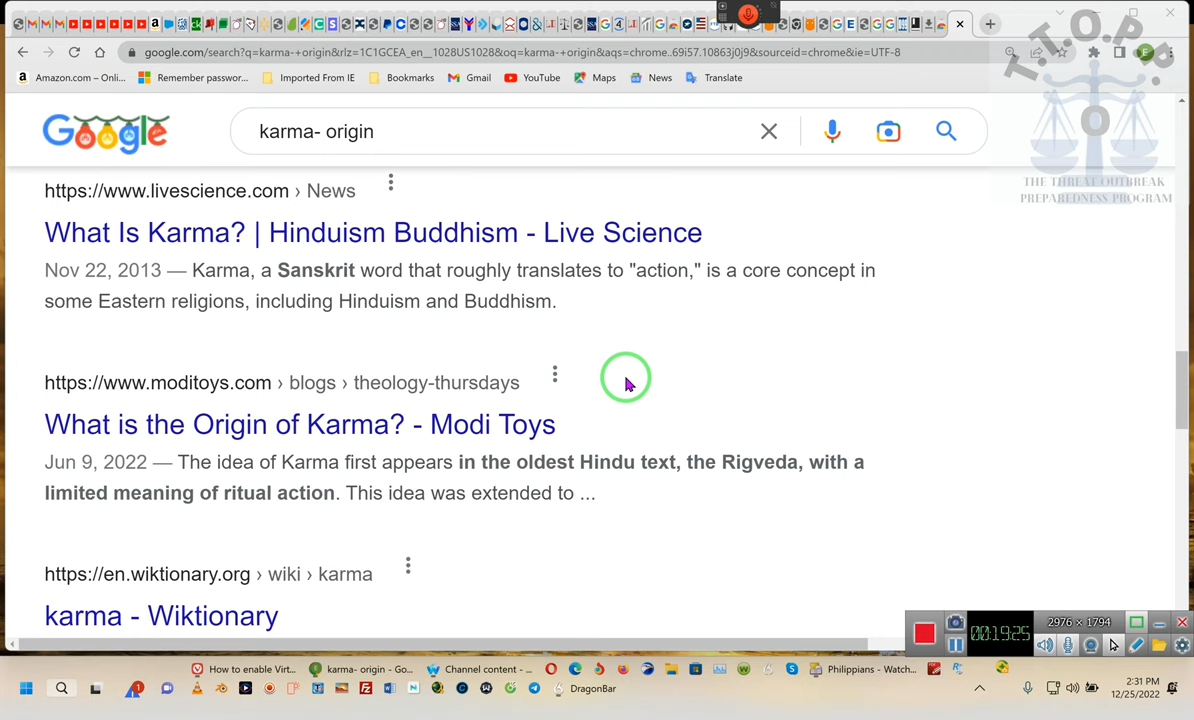 google.com/search?q=karma-+origin&rlz=1C1GCEA_en__1028US1028&oq=karma-+origin&aqs=chrome..69i57.10863j0j9&sourceid=chrome&ie=UTF-8
Amazon.com – Onli...
Remember passwor...
Imported From IE
Bookmarks
Gmail
YouTube
Maps
News
Translate
T.O.P.P.
O
THE THREAT OUTBREAK
PREPAREDNESS PROGRAM
Google
karma- origin
https://www.livescience.com › News
What Is Karma? | Hinduism Buddhism - Live Science
Nov 22, 2013 — Karma, a Sanskrit word that roughly translates to "action," is a core concept in
some Eastern religions, including Hinduism and Buddhism.
https://www.moditoys.com › blogs › theology-thursdays
What is the Origin of Karma? - Modi Toys
Jun 9, 2022 — The idea of Karma first appears in the oldest Hindu text, the Rigveda, with a
limited meaning of ritual action. This idea was extended to ...
https://en.wiktionary.org › wiki › karma
karma - Wiktionary
00:19:25
2976 × 1794
How to enable Virt...
karma- origin - Go...
Channel content - ...
Philippians - Watch...
DragonBar
2:31 PM
12/25/2022